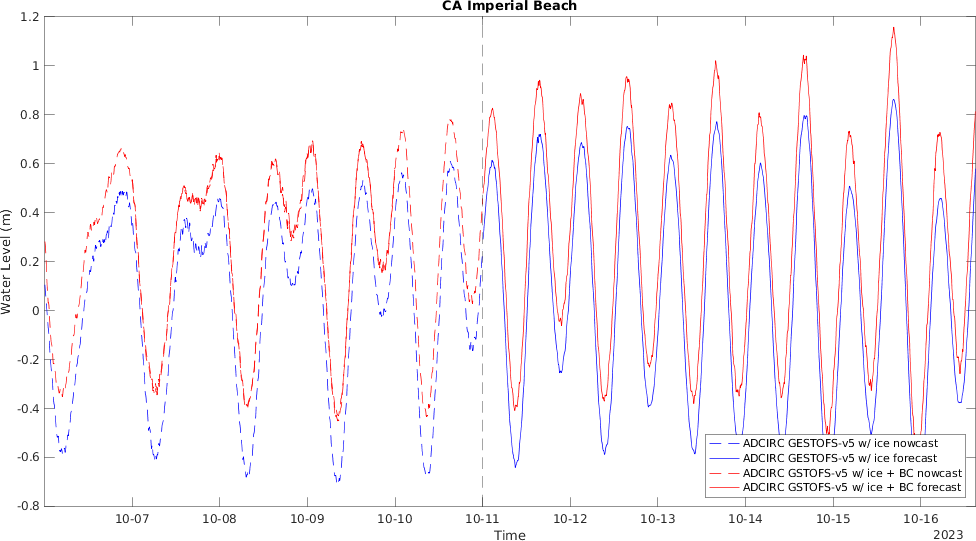 CA Imperial Beach
1.2
1
0.8
0.6
0.4
0.2
0
-0.2
-0.4
-0.6
-0.8
Water Level (m)
ADCIRC GESTOFS-v5 w/ ice nowcast
ADCIRC GESTOFS-v5 w/ ice forecast
ADCIRC GSTOFS-v5 w/ ice + BC nowcast
ADCIRC GSTOFS-v5 w/ ice + BC forecast
10-07 10-08 10-09 10-10 10-11 10-12 10-13 10-14 10-15 10-16
Time
2023